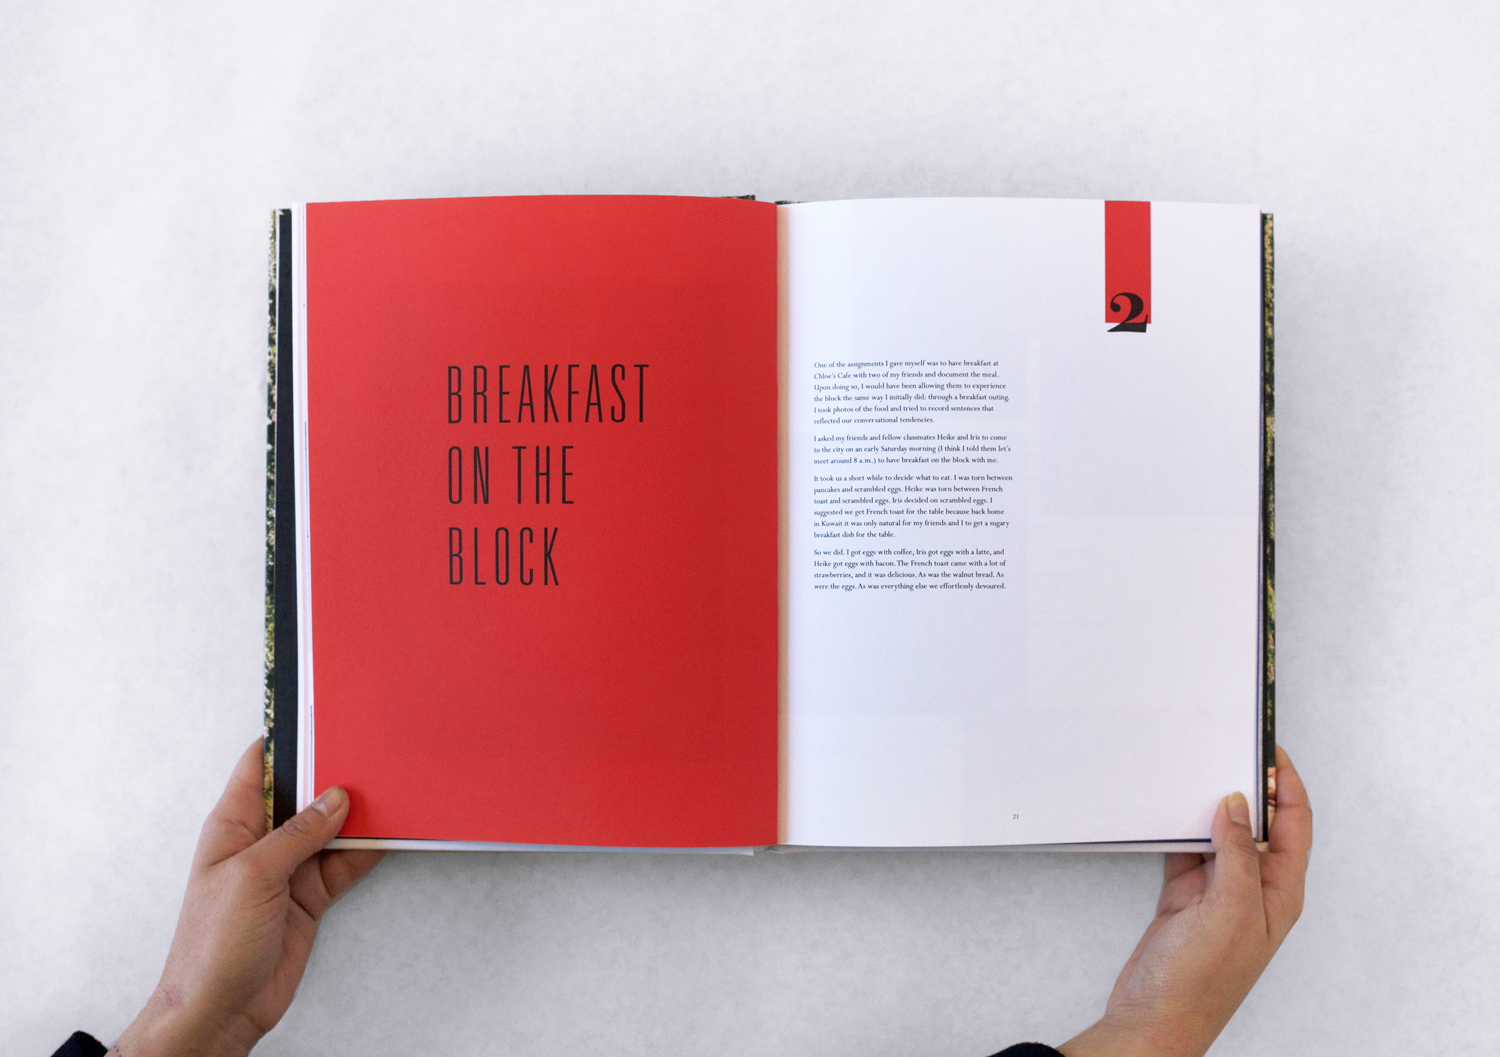 BREAKFAST
ON THE
BLOCK
2
One of the assignments I gave myself was to have breakfast at
Chloe's Cafe with two of my friends and document the meal.
Upon doing so, I would have been allowing them to experience
the block the same way I initially did: through a breakfast outing.
I took photos of the food and tried to record sentences that
reflected our conversational tendencies.
I asked my friends and fellow classmates Heike and Iris to come
to the city on an early Saturday morning (I think I told them let's
meet around 8 a.m.) to have breakfast on the block with me.
It took us a short while to decide what to eat. I was torn between
pancakes and scrambled eggs. Heike was torn between French
toast and scrambled eggs. Iris decided on scrambled eggs. I
suggested we get French toast for the table because back home
in Kuwait it was only natural for my friends and I to get a sugary
breakfast dish for the table.
So we did. I got eggs with coffee, Iris got eggs with a latte, and
Heike got eggs with bacon. The French toast came with a lot of
strawberries, and it was delicious. As was the walnut bread. As
were the eggs. As was everything else we effortlessly devoured.
21